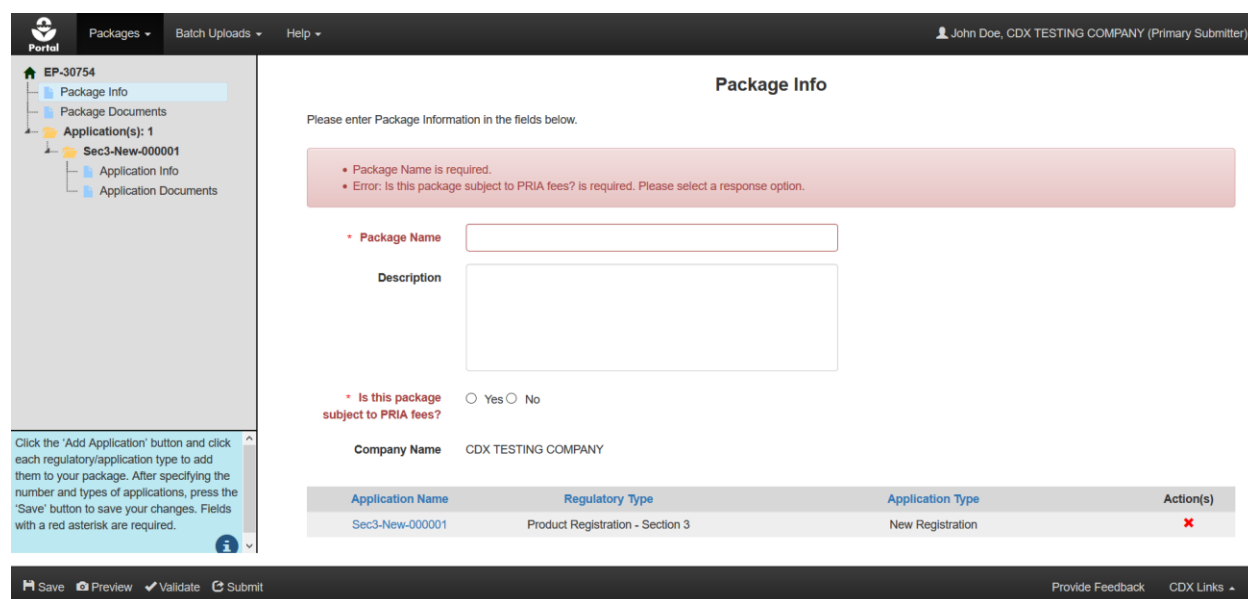 Portal
Packages
Batch Uploads
Help
John Doe, CDX TESTING COMPANY (Primary Submitter)
EP-30754
Package Info
Package Documents
Application(s): 1
Sec3-New-000001
Application Info
Application Documents
Click the 'Add Application' button and click
each regulatory/application type to add
them to your package. After specifying the
number and types of applications, press the
'Save' button to save your changes. Fields
with a red asterisk are required.
i
Package Info
Please enter Package Information in the fields below.
• Package Name is required.
• Error: Is this package subject to PRIA fees? is required. Please select a response option.
* Package Name
Description
* Is this package
subject to PRIA fees?
Yes No
Company Name CDX TESTING COMPANY
Application Name Regulatory Type Application Type Action(s)
Sec3-New-000001 Product Registration - Section 3 New Registration
Save Preview Validate Submit
Provide Feedback CDX Links